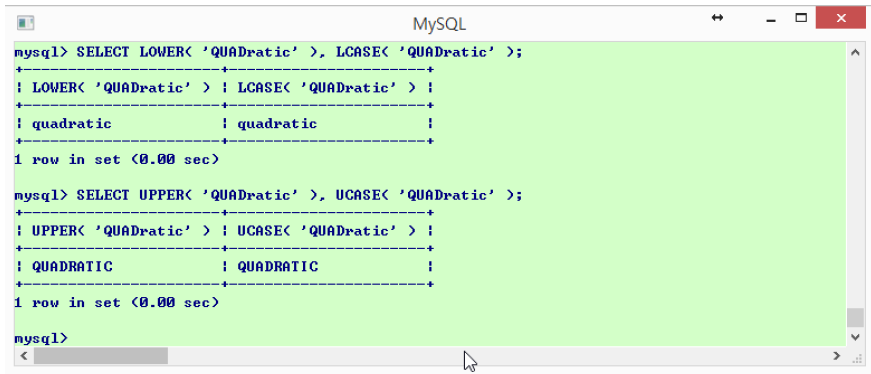 MySQL
mysql> SELECT LOWER( 'QUADratic' ), LCASE( 'QUADratic' );
+----------------------+----------------------+
| LOWER( 'QUADratic' ) | LCASE( 'QUADratic' ) |
+----------------------+----------------------+
| quadratic            | quadratic            |
+----------------------+----------------------+
1 row in set (0.00 sec)
mysql> SELECT UPPER( 'QUADratic' ), UCASE( 'QUADratic' );
+----------------------+----------------------+
| UPPER( 'QUADratic' ) | UCASE( 'QUADratic' ) |
+----------------------+----------------------+
| QUADRATIC            | QUADRATIC            |
+----------------------+----------------------+
1 row in set (0.00 sec)
mysql>